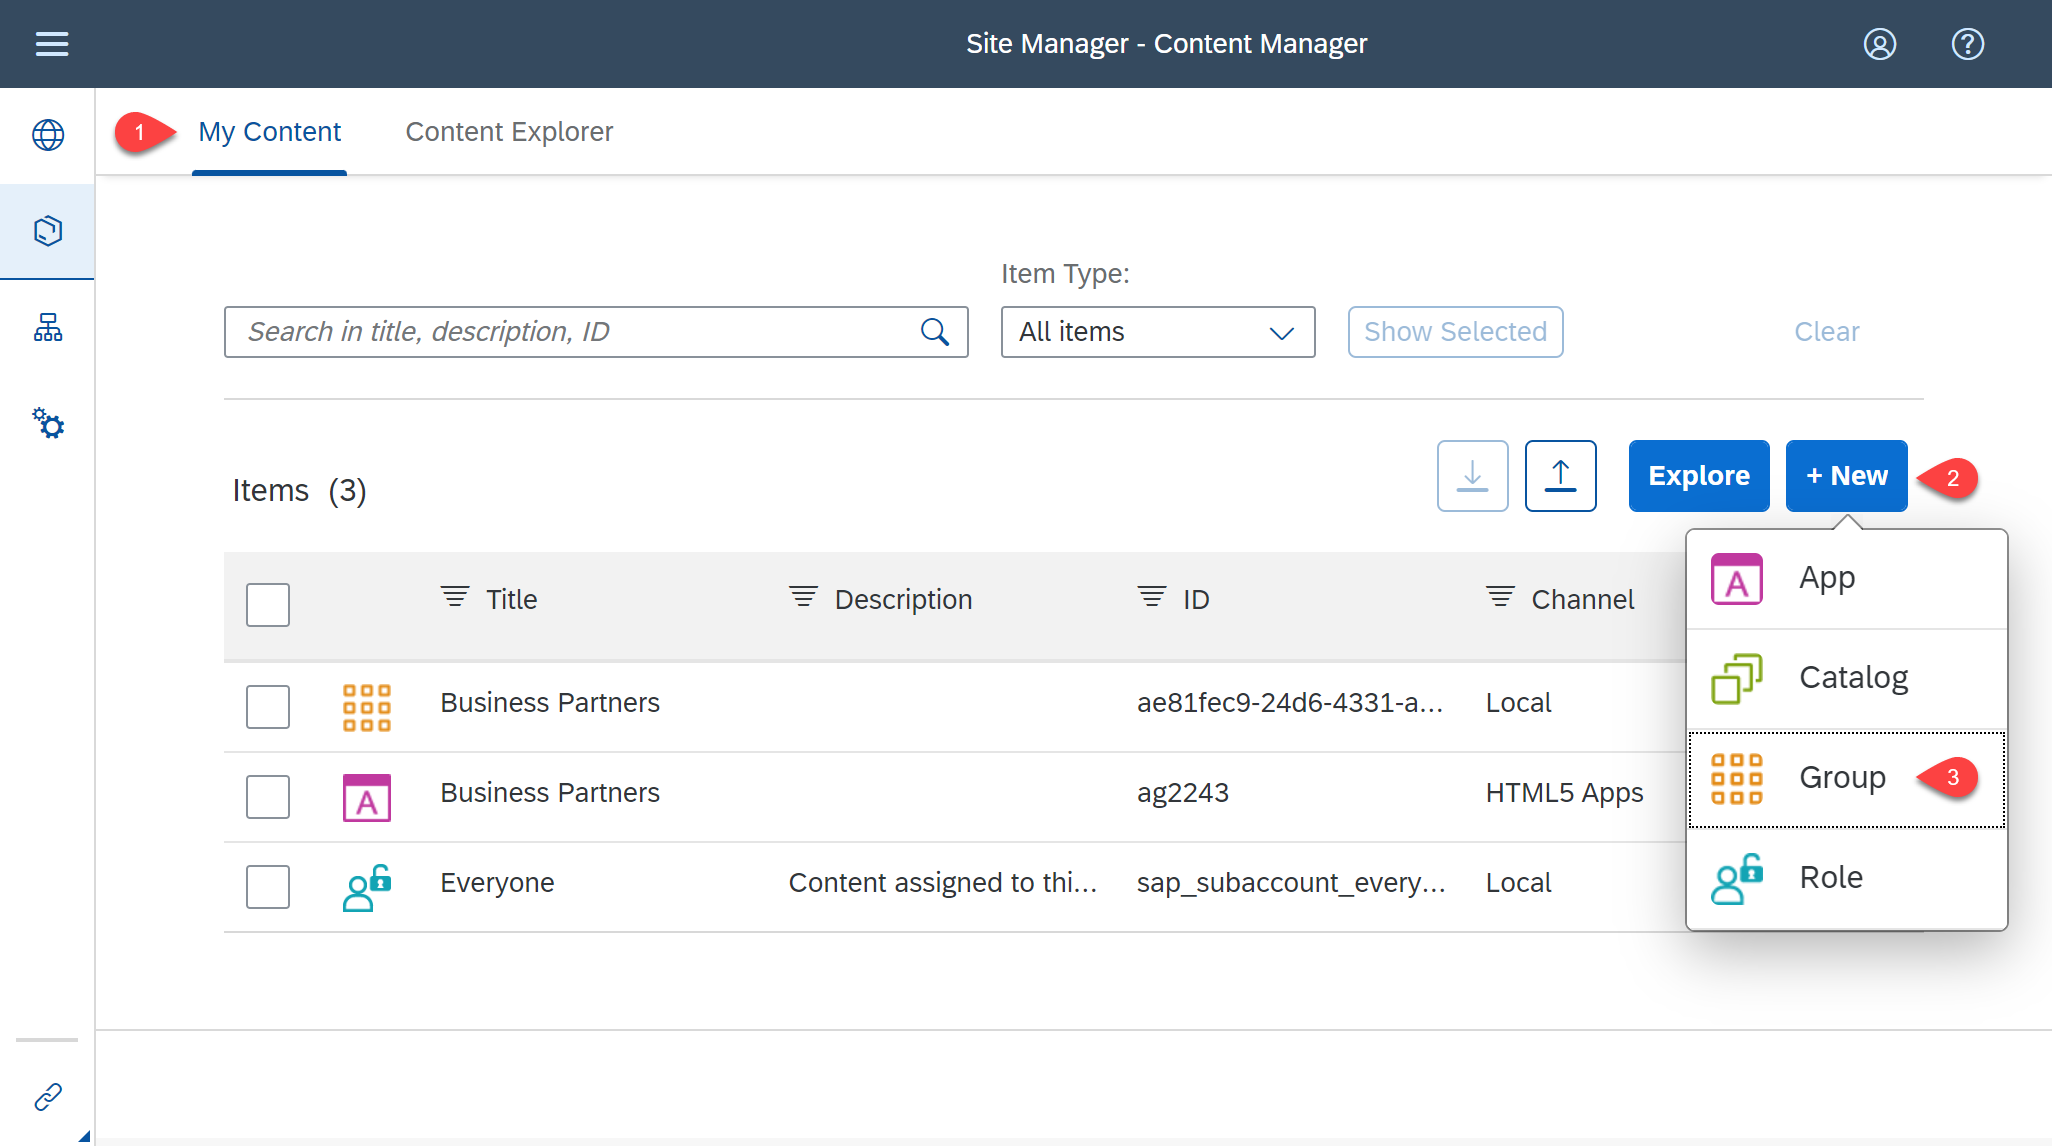 Site Manager - Content Manager
1
My Content
Content Explorer
Item Type:
Search in title, description, ID
All items
Show Selected
Clear
Items (3)
Explore
+ New
2
Title
Description
ID
Channel
Business Partners
ae81fec9-24d6-4331-a...
Local
A
Business Partners
ag2243
HTML5 Apps
Everyone
Content assigned to thi...
sap_subaccount_every...
Local
A
App
Catalog
Group
3
Role